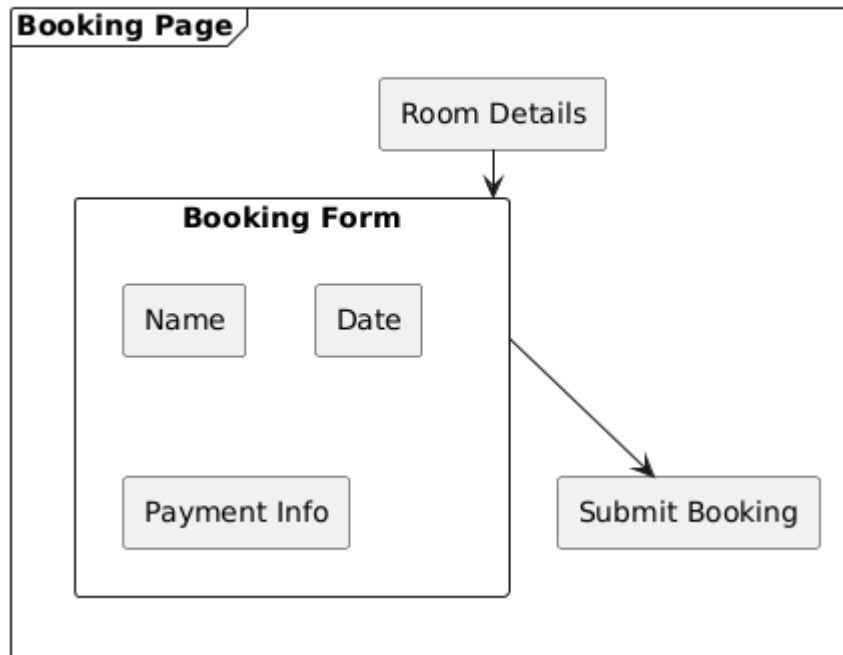 Booking Page
Room Details
Booking Form
Name
Date
Payment Info
Submit Booking